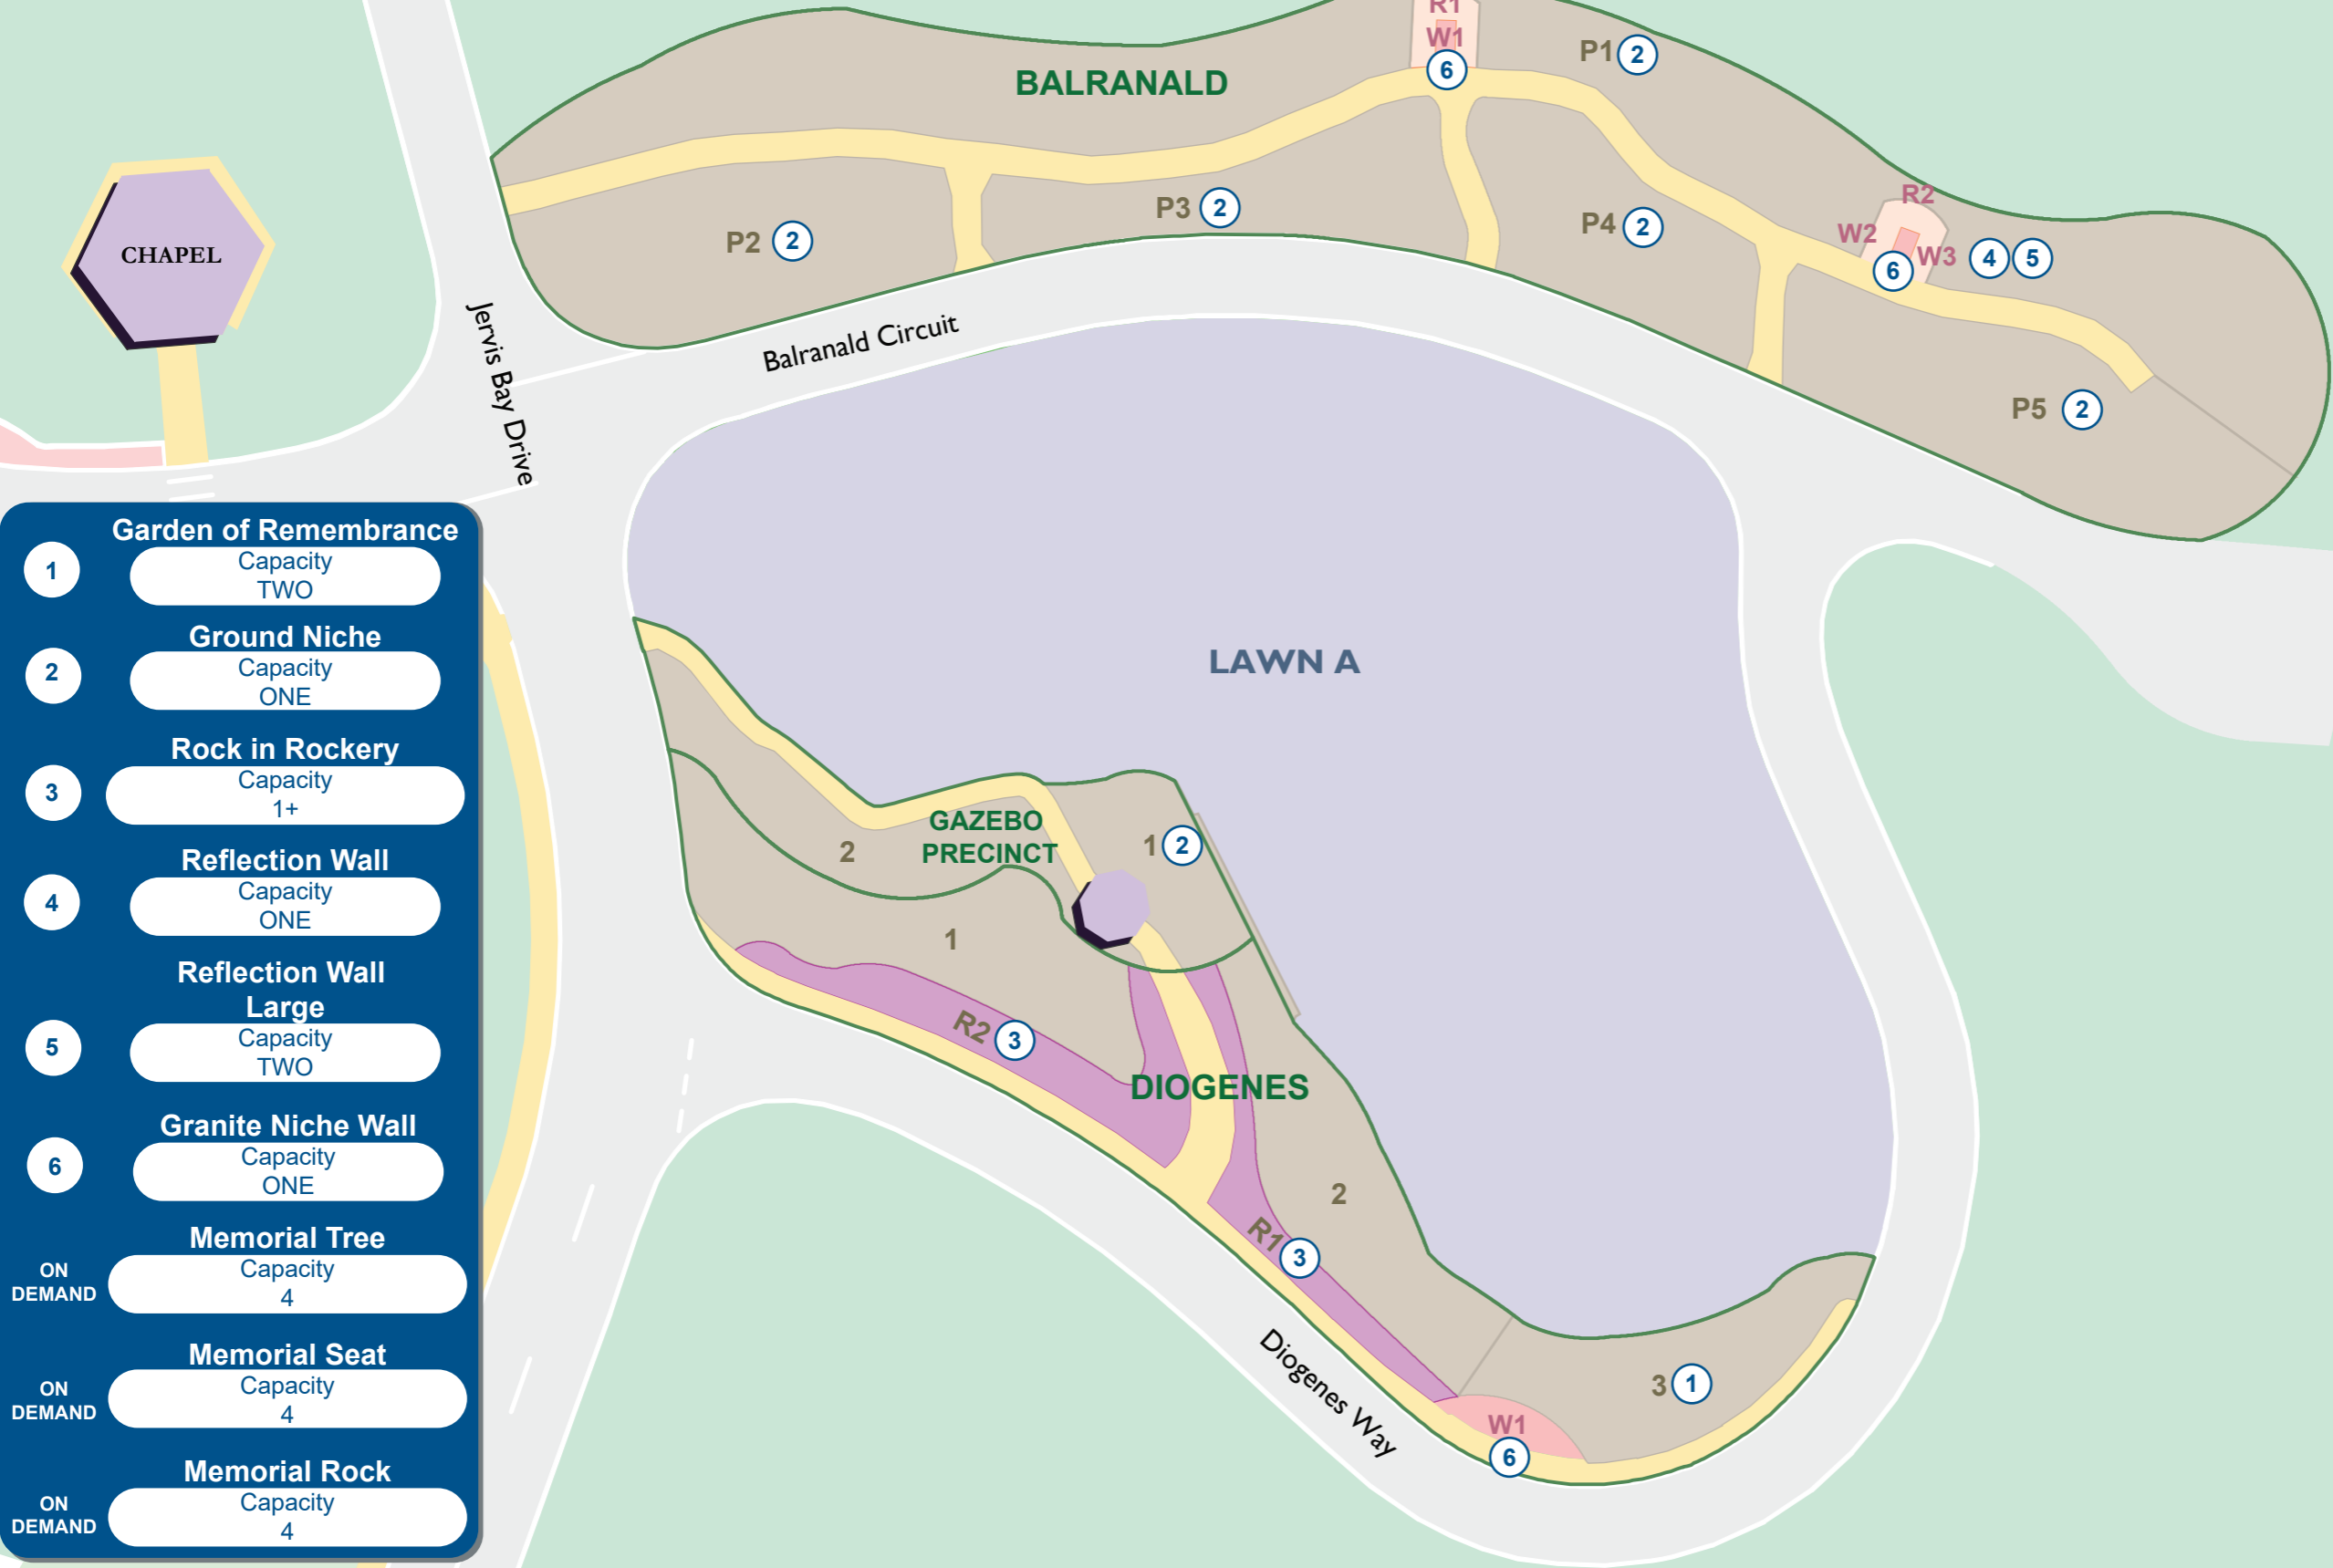 R1
W1
6
P1 2
BALRANALD
R2
W2
W3 4 5
6
P3 2
P4 2
P2 2
CHAPEL
Jervis Bay Drive
Balranald Circuit
P5 2
LAWN A
Garden of Remembrance
1
Capacity
TWO
Ground Niche
2
Capacity
ONE
Rock in Rockery
3
Capacity
1+
Reflection Wall
4
Capacity
ONE
Reflection Wall
Large
5
Capacity
TWO
Granite Niche Wall
6
Capacity
ONE
Memorial Tree
ON
DEMAND
Capacity
4
Memorial Seat
ON
DEMAND
Capacity
4
Memorial Rock
ON
DEMAND
Capacity
4
GAZEBO
PRECINCT
2
1 2
1
R2 3
DIOGENES
2
R1 3
Diogenes Way
3 1
W1
6